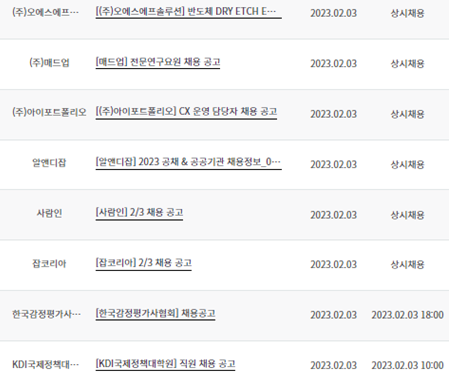 (주)오에스에프··· [(주)오에스에프솔루션] 반도체 DRY ETCH E··· 2023.02.03 상시채용
(주)매드업 [매드업] 전문연구요원 채용 공고 2023.02.03 상시채용
(주)아이포트폴리오 [(주)아이포트폴리오] CX 운영 담당자 채용 공고 2023.02.03 상시채용
알앤디잡 [알앤디잡] 2023 공채 & 공공기관 채용정보_0··· 2023.02.03 상시채용
사람인 [사람인] 2/3 채용 공고 2023.02.03 상시채용
잡코리아 [잡코리아] 2/3 채용 공고 2023.02.03 상시채용
한국감정평가사··· [한국감정평가사협회] 채용공고 2023.02.03 2023.02.03 18:00
KDI국제정책대··· [KDI국제정책대학원] 직원 채용 공고 2023.02.03 2023.02.03 10:00